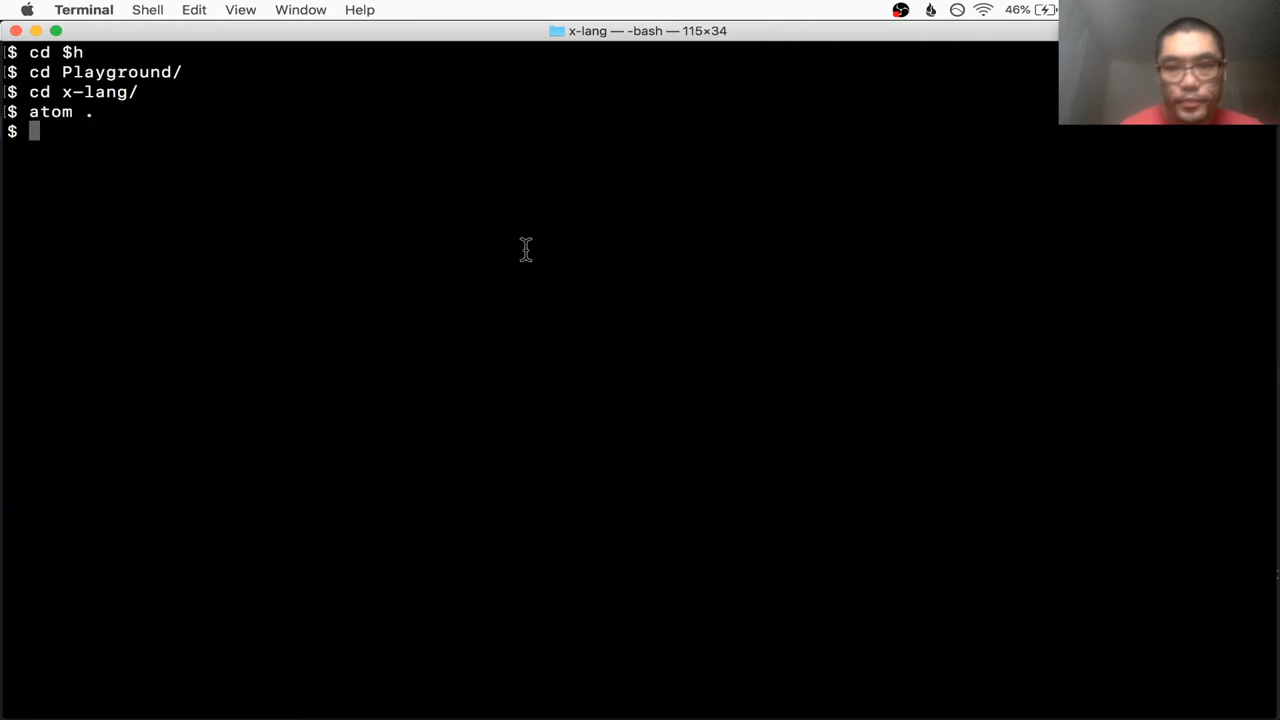 Terminal Shell Edit View Window Help 46%
x-lang — -bash — 115×34
$ cd $h
$ cd Playground/
$ cd x-lang/
$ atom .
$